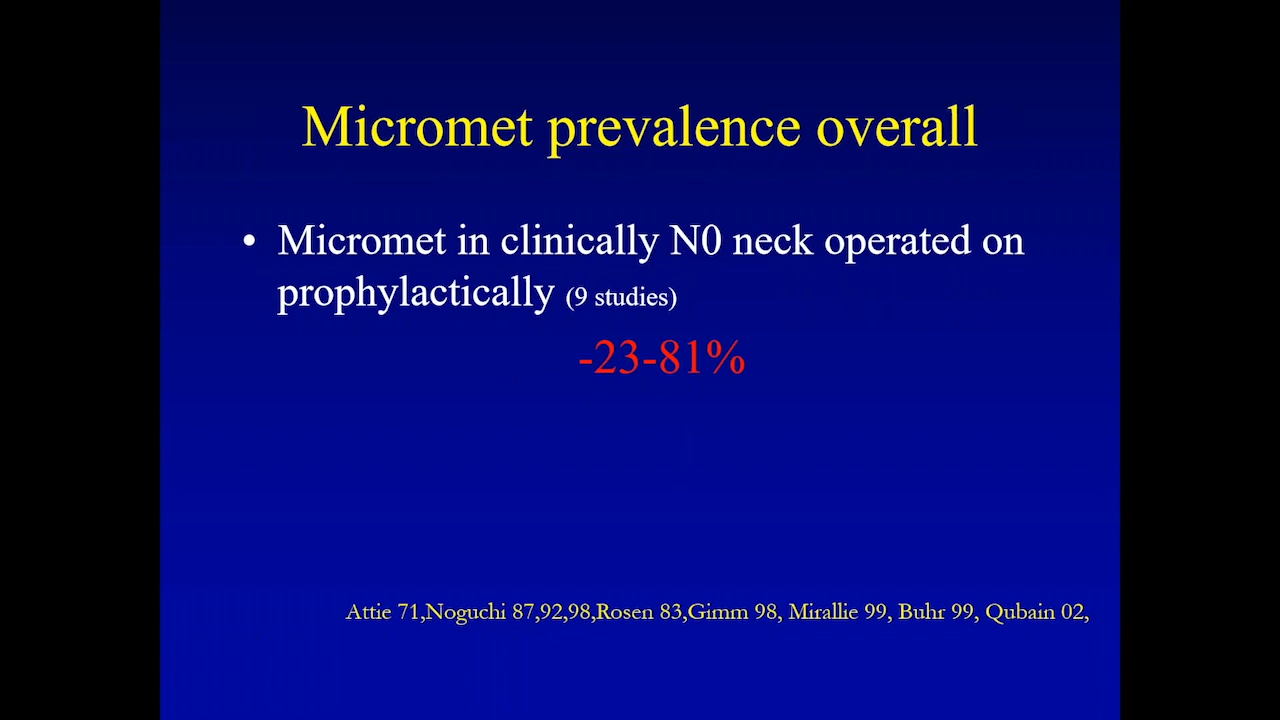 Micromet prevalence overall
• Micromet in clinically N0 neck operated on
prophylactically (9 studies)
-23-81%
Attie 71,Noguchi 87,92,98,Rosen 83,Gimm 98, Mirallie 99, Buhr 99, Qubain 02,